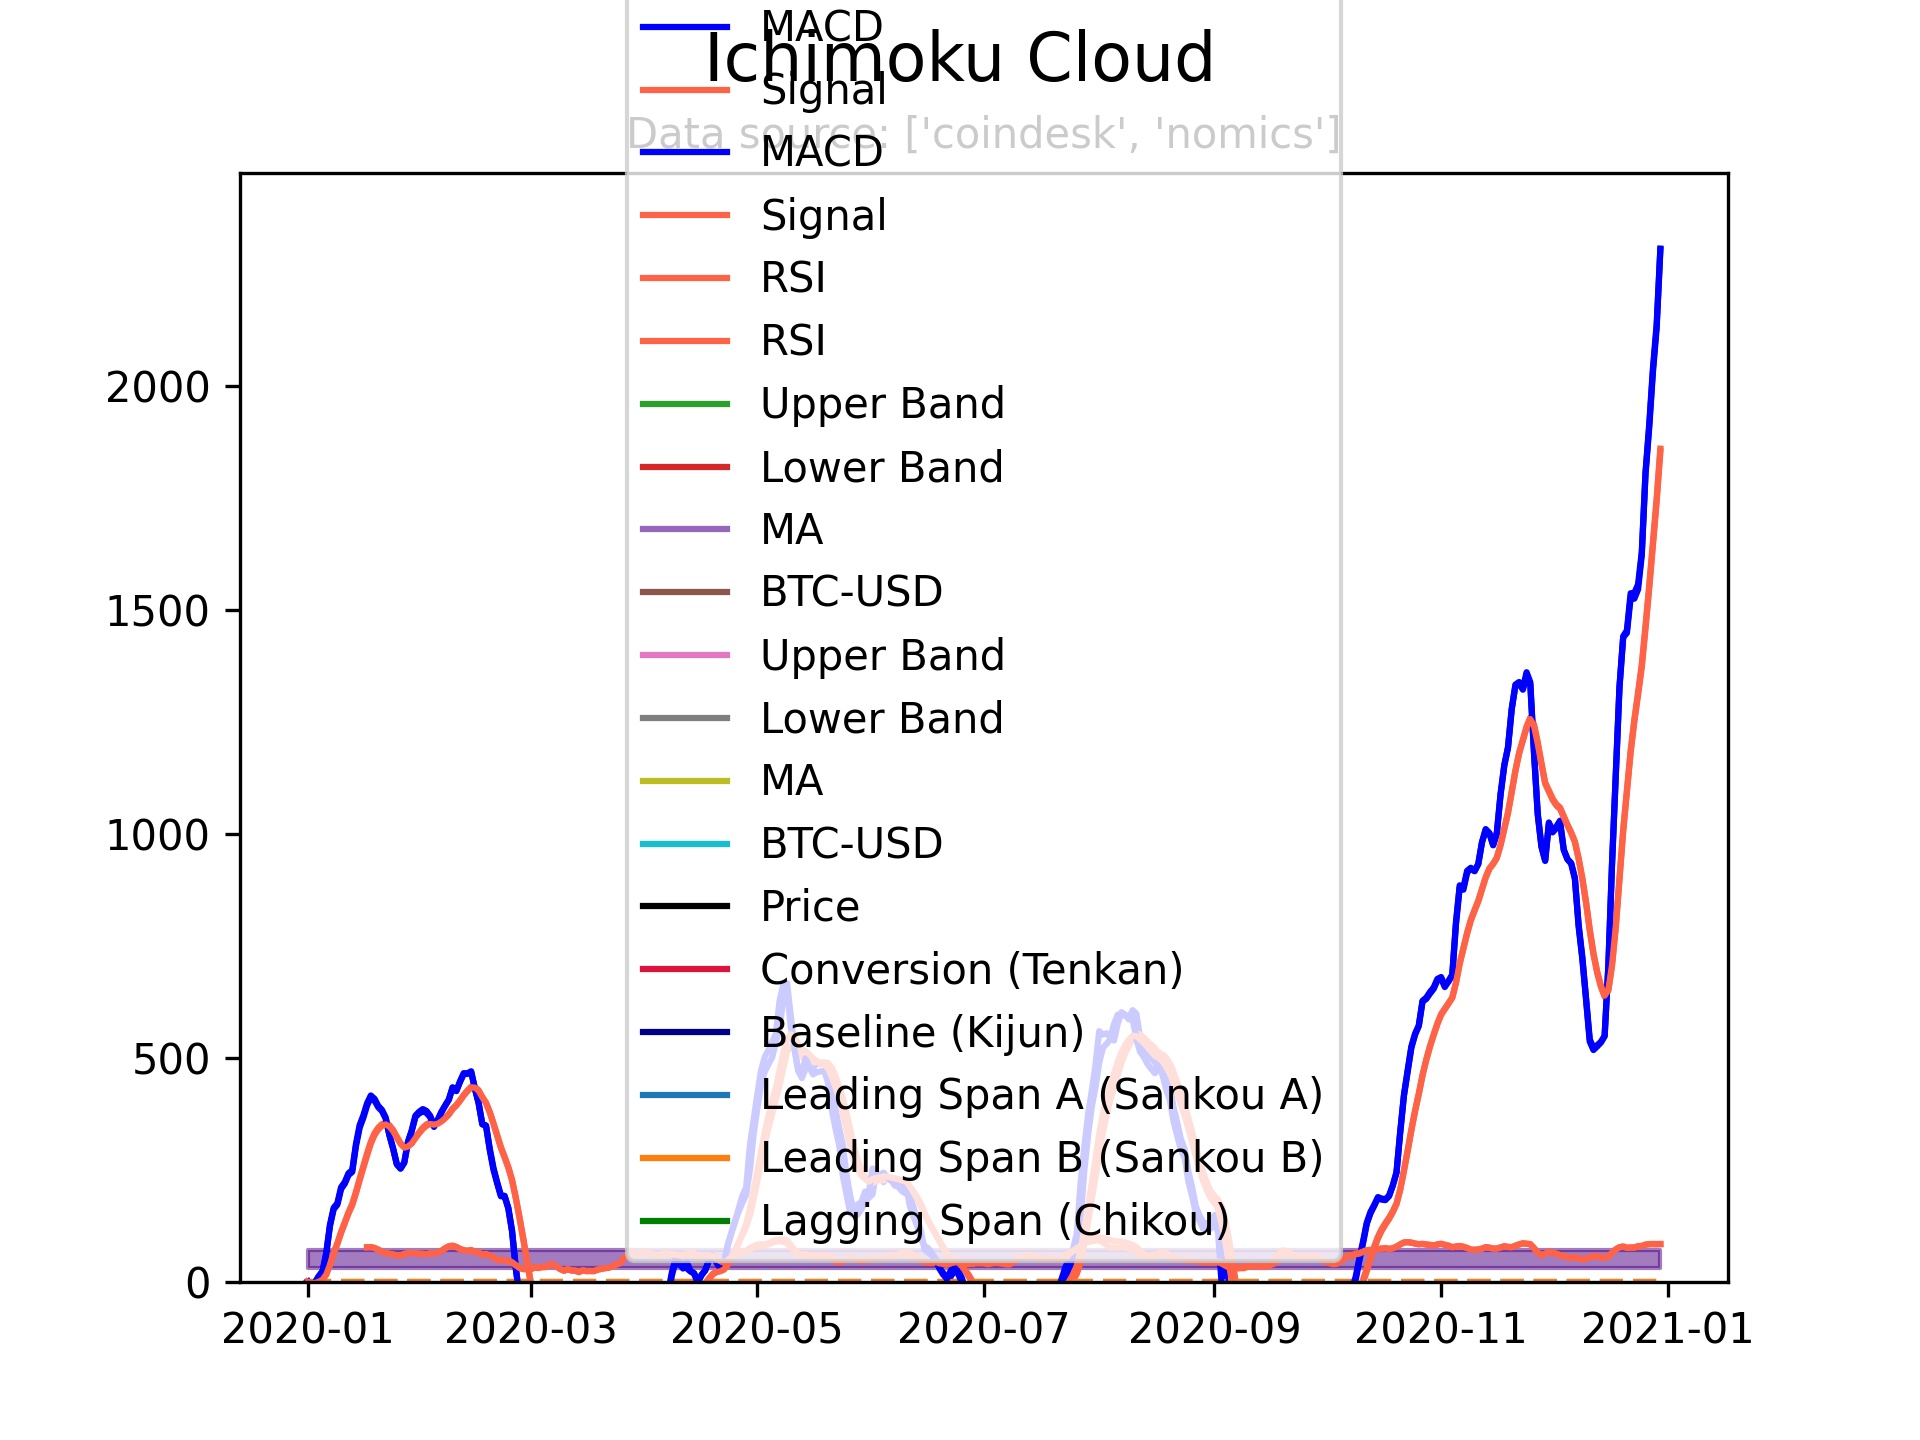 MACD
Ichimoku Cloud
Signal
Data source: ['coindesk', 'nomics']
MACD
Signal
RSI
RSI
Upper Band
Lower Band
MA
BTC-USD
Upper Band
Lower Band
MA
BTC-USD
Price
Conversion (Tenkan)
Baseline (Kijun)
Leading Span A (Sankou A)
Leading Span B (Sankou B)
Lagging Span (Chikou)
2000
1500
1000
500
0
2020-01 2020-03 2020-05 2020-07 2020-09 2020-11 2021-01